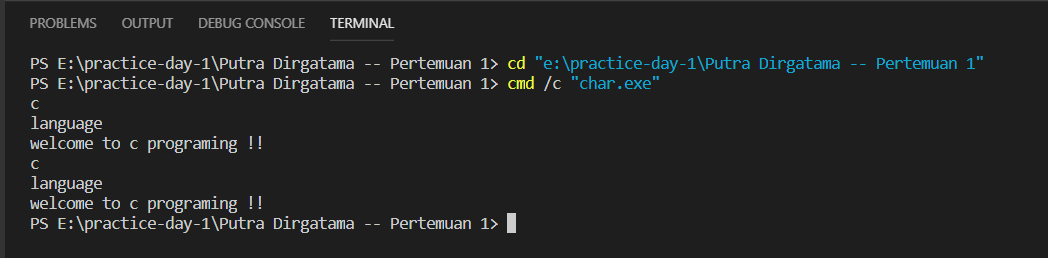 PROBLEMS OUTPUT DEBUG CONSOLE TERMINAL
PS E:\practice-day-1\Putra Dirgatama -- Pertemuan 1> cd "e:\practice-day-1\Putra Dirgatama -- Pertemuan 1"
PS E:\practice-day-1\Putra Dirgatama -- Pertemuan 1> cmd /c "char.exe"
c
language
welcome to c programing !!
c
language
welcome to c programing !!
PS E:\practice-day-1\Putra Dirgatama -- Pertemuan 1>